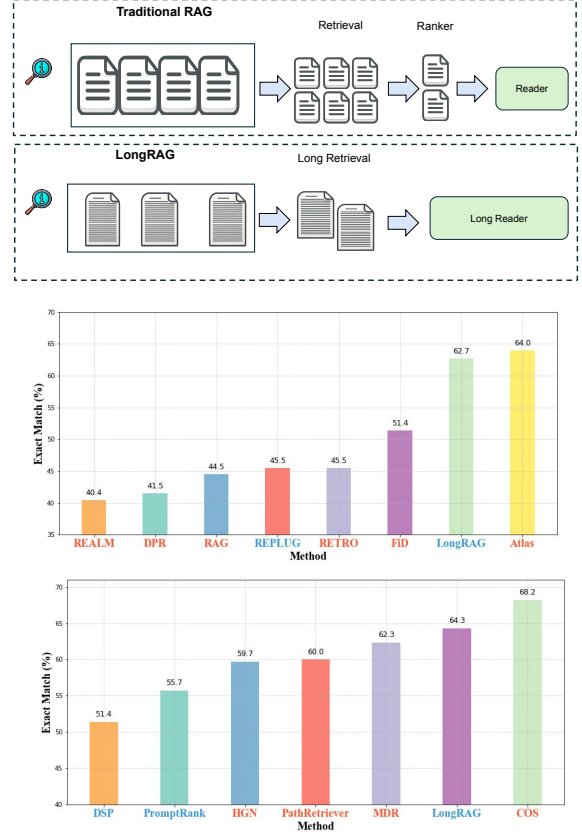 Traditional RAG
Retrieval
Ranker
Reader
LongRAG
Long Retrieval
Long Reader
70
65
60
55
50
45
40
35
Exact Match (%)
40.4
41.5
44.5
45.5
45.5
51.4
62.7
64.0
REALM DPR RAG REPLUG RETRO FiD LongRAG Atlas
Method
70
65
60
55
50
45
40
Exact Match (%)
51.4
55.7
59.7
60.0
62.3
64.3
68.2
DSP PromptRank HGN PathRetriever MDR LongRAG COS
Method